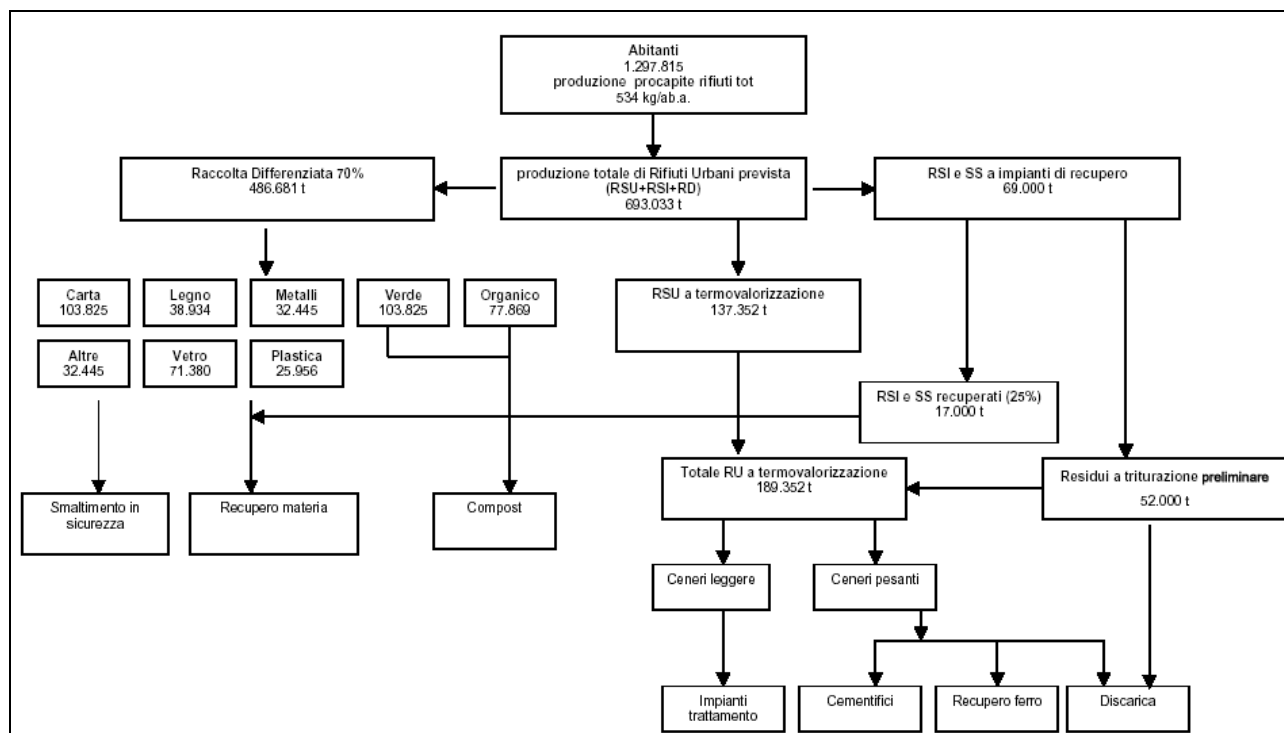 Abitanti
1.297.815
produzione procapite rifiuti tot
534 kg/ab.a.
Raccolta Differenziata 70%
486.681 t
produzione totale di Rifiuti Urbani prevista
(RSU+RSI+RD)
693.033 t
RSI e SS a impianti di recupero
69.000 t
Carta
103.825
Legno
38.934
Metalli
32.445
Verde
103.825
Organico
77.869
RSU a termovalorizzazione
137.352 t
Altre
32.445
Vetro
71.380
Plastica
25.956
RSI e SS recuperati (25%)
17.000 t
Totale RU a termovalorizzazione
189.352 t
Residui a triturazione preliminare
52.000 t
Smaltimento in
sicurezza
Recupero materia
Compost
Ceneri leggere
Ceneri pesanti
Impianti
trattamento
Cementifici
Recupero ferro
Discarica